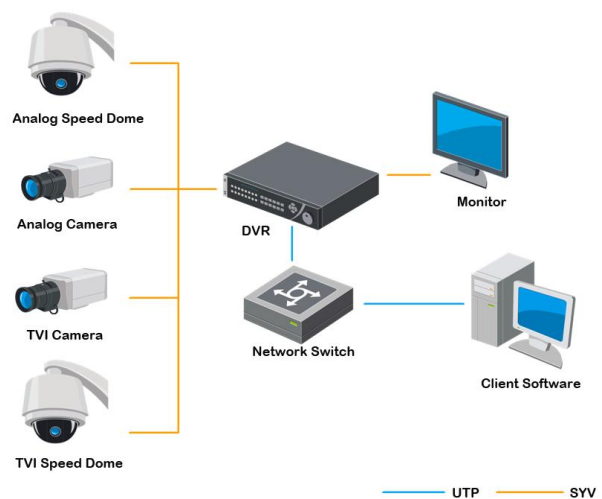 Analog Speed Dome
Analog Camera
TVI Camera
TVI Speed Dome
DVR
Monitor
Network Switch
Client Software
UTP
SYV